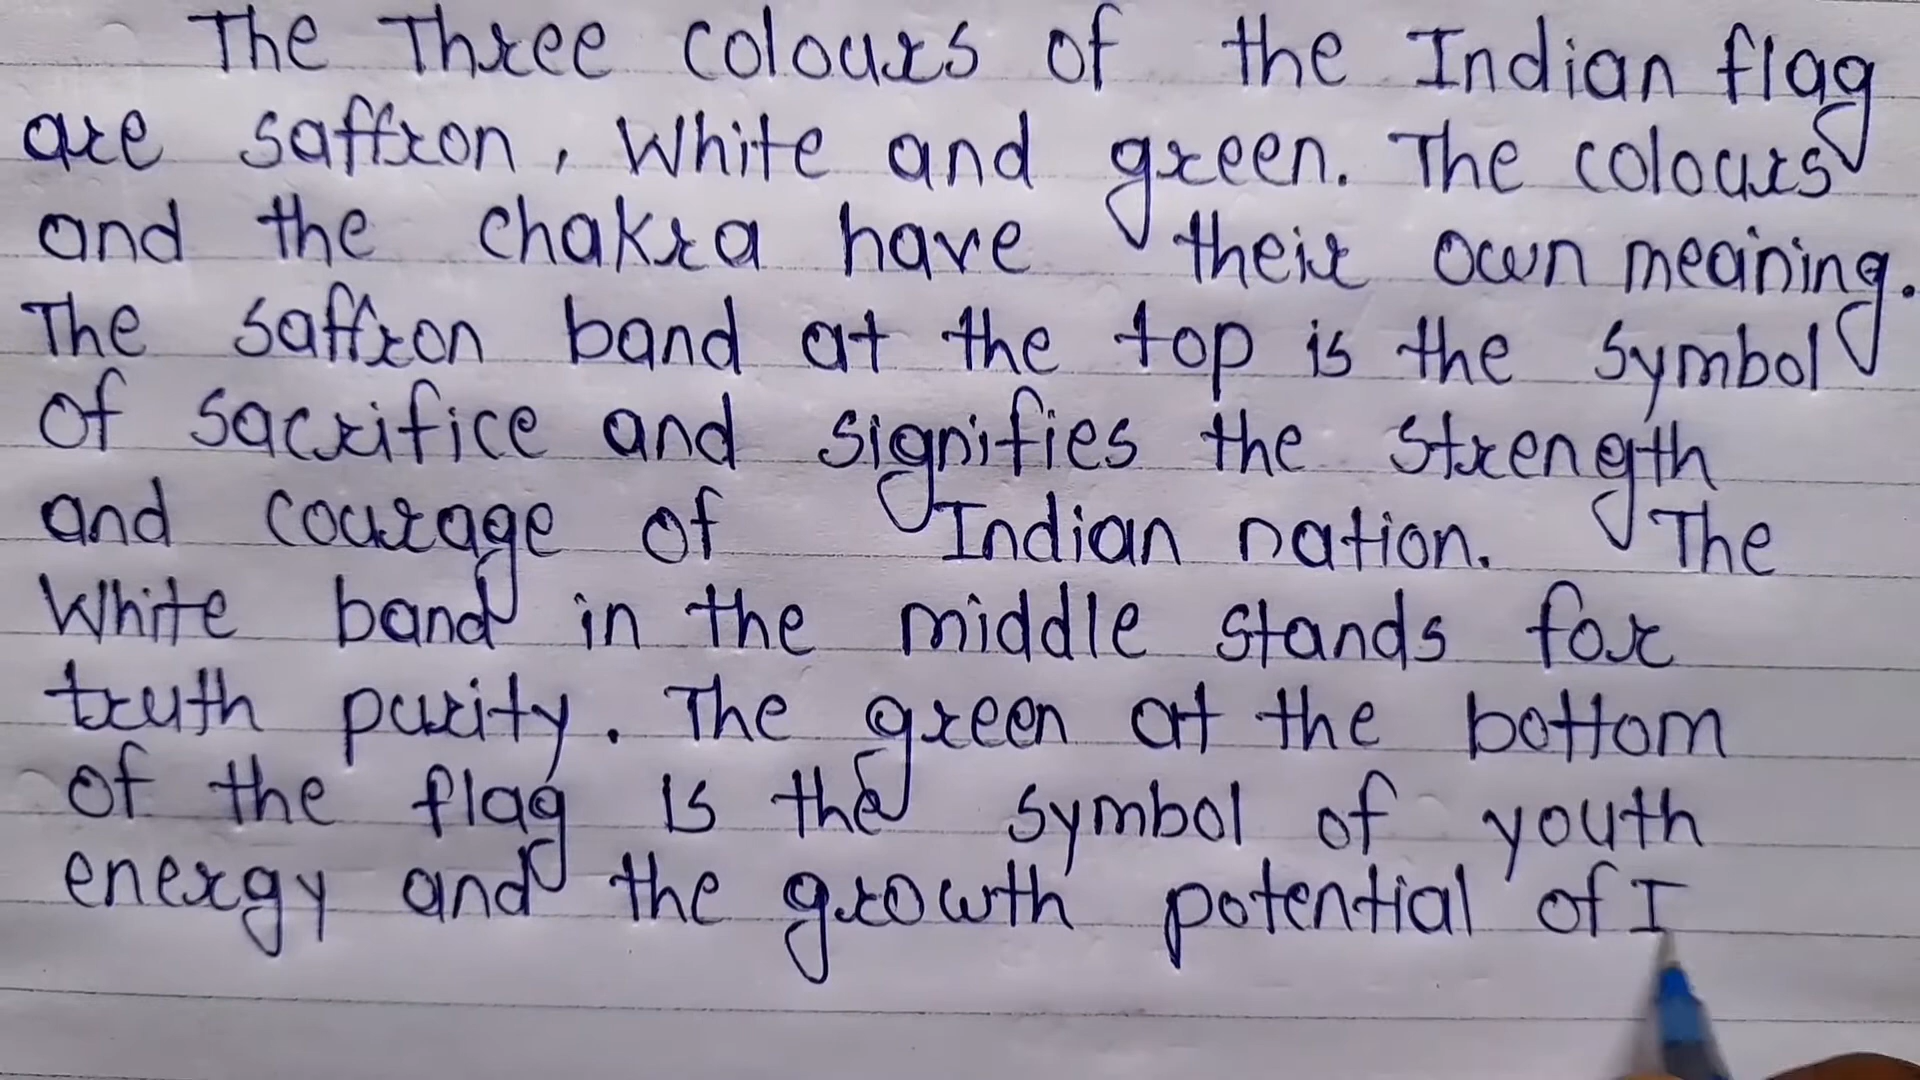 The Three colours of the Indian flag
are saffron, White and green. The colours
and the chakra have their own meaining.
The saffron band at the top is the symbol
of sacrifice and signifies the strength
and courage of Indian nation. The
White band in the middle stands for
truth purity. The green at the bottom
of the flag is the symbol of youth
energy and the growth potential of I